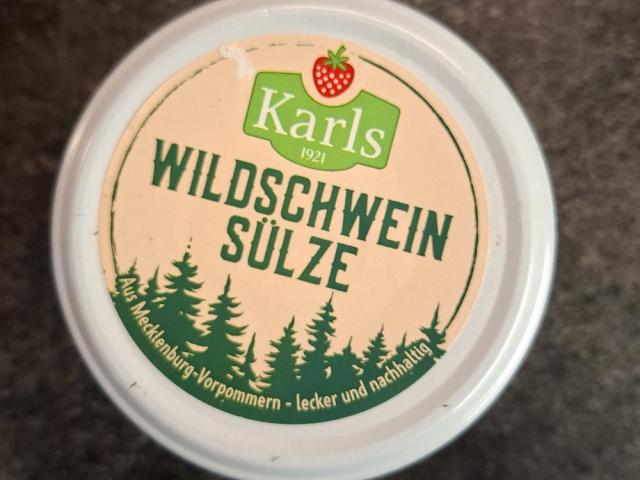 Karls
1921
WILDSCHWEIN
SÜLZE
Aus Mecklenburg-Vorpommern - lecker und nachhaltig